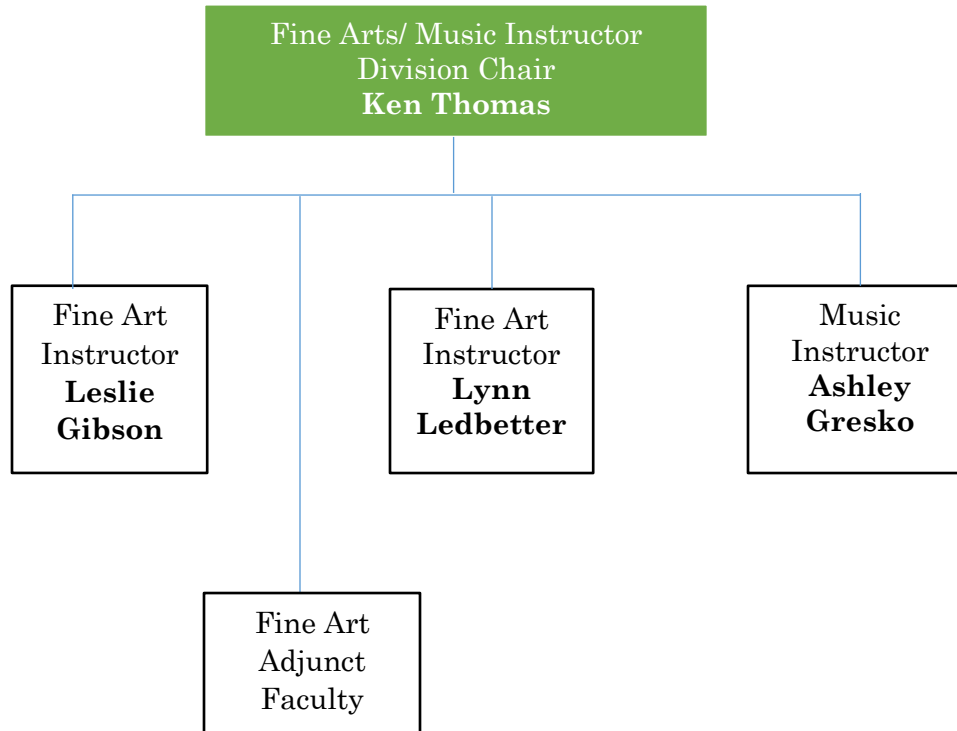 Fine Arts/ Music Instructor
Division Chair
Ken Thomas
Fine Art
Instructor
Leslie
Gibson
Fine Art
Instructor
Lynn
Ledbetter
Music
Instructor
Ashley
Gresko
Fine Art
Adjunct
Faculty